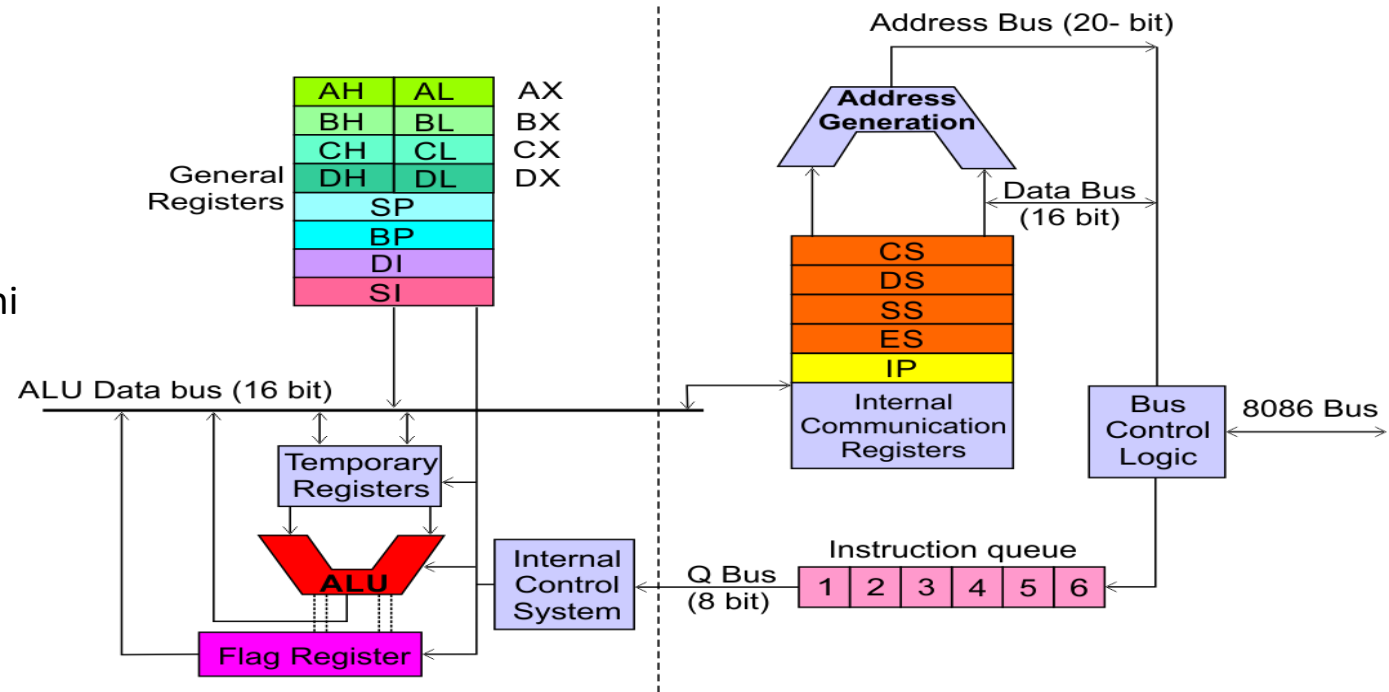 Address Bus (20- bit)
AH AL AX
BH BL BX
CH CL CX
DH DL DX
General
Registers
SP
BP
DI
SI
Address
Generation
Data Bus
(16 bit)
CS
DS
SS
ES
IP
Internal
Communication
Registers
ni
ALU Data bus (16 bit)
Bus
Control
Logic
8086 Bus
Temporary
Registers
ALU
Internal
Control
System
Q Bus
(8 bit)
Instruction queue
1 2 3 4 5 6
Flag Register